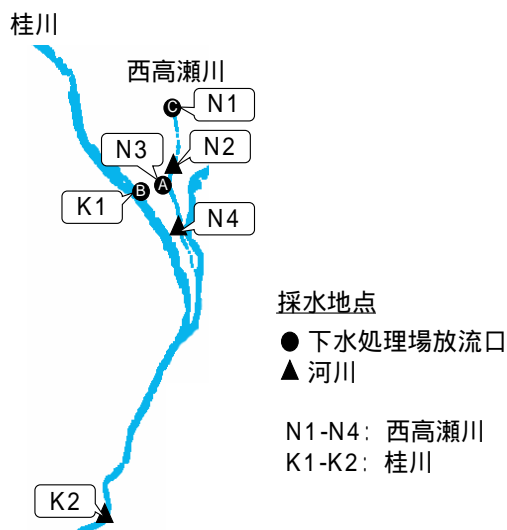 桂川
西高瀬川
C
N1
N3
N2
A
B
K1
N4
採水地点
● 下水処理場放流口
▲ 河川
N1-N4: 西高瀬川
K1-K2: 桂川
K2